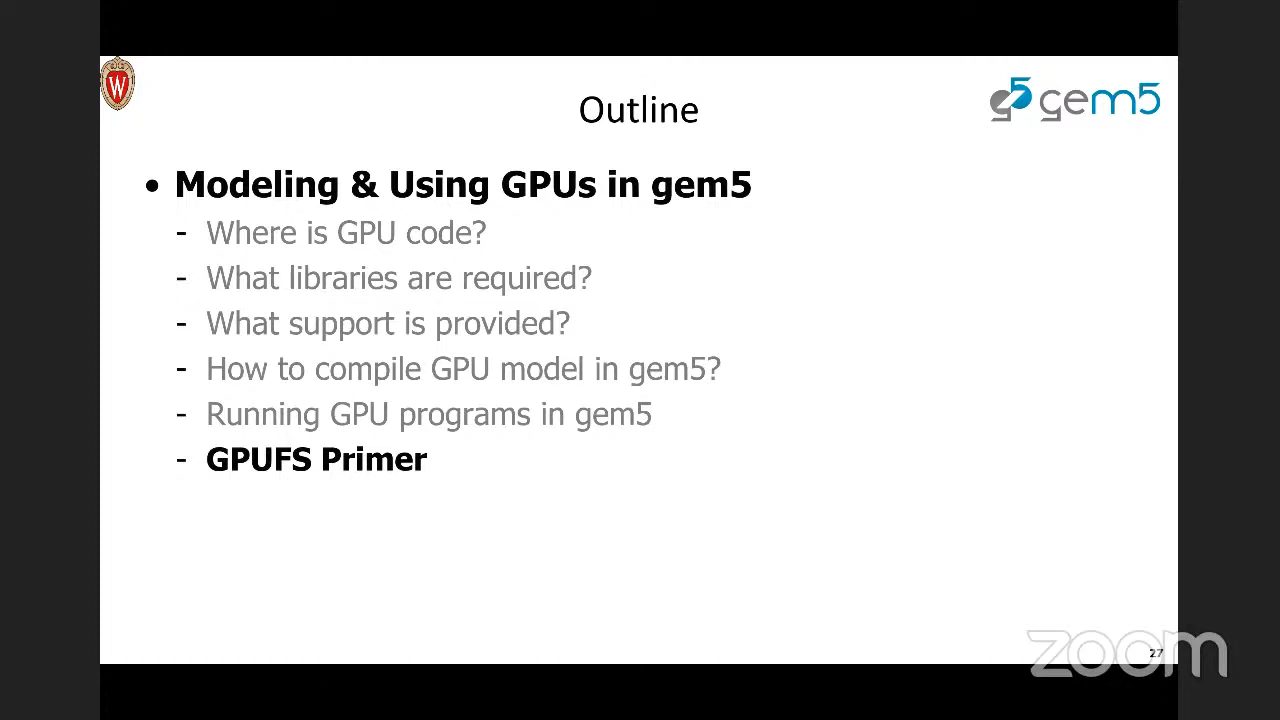 W
g5 gem5
Outline
• Modeling & Using GPUs in gem5
- Where is GPU code?
- What libraries are required?
- What support is provided?
- How to compile GPU model in gem5?
- Running GPU programs in gem5
- GPUFS Primer
zoom
27